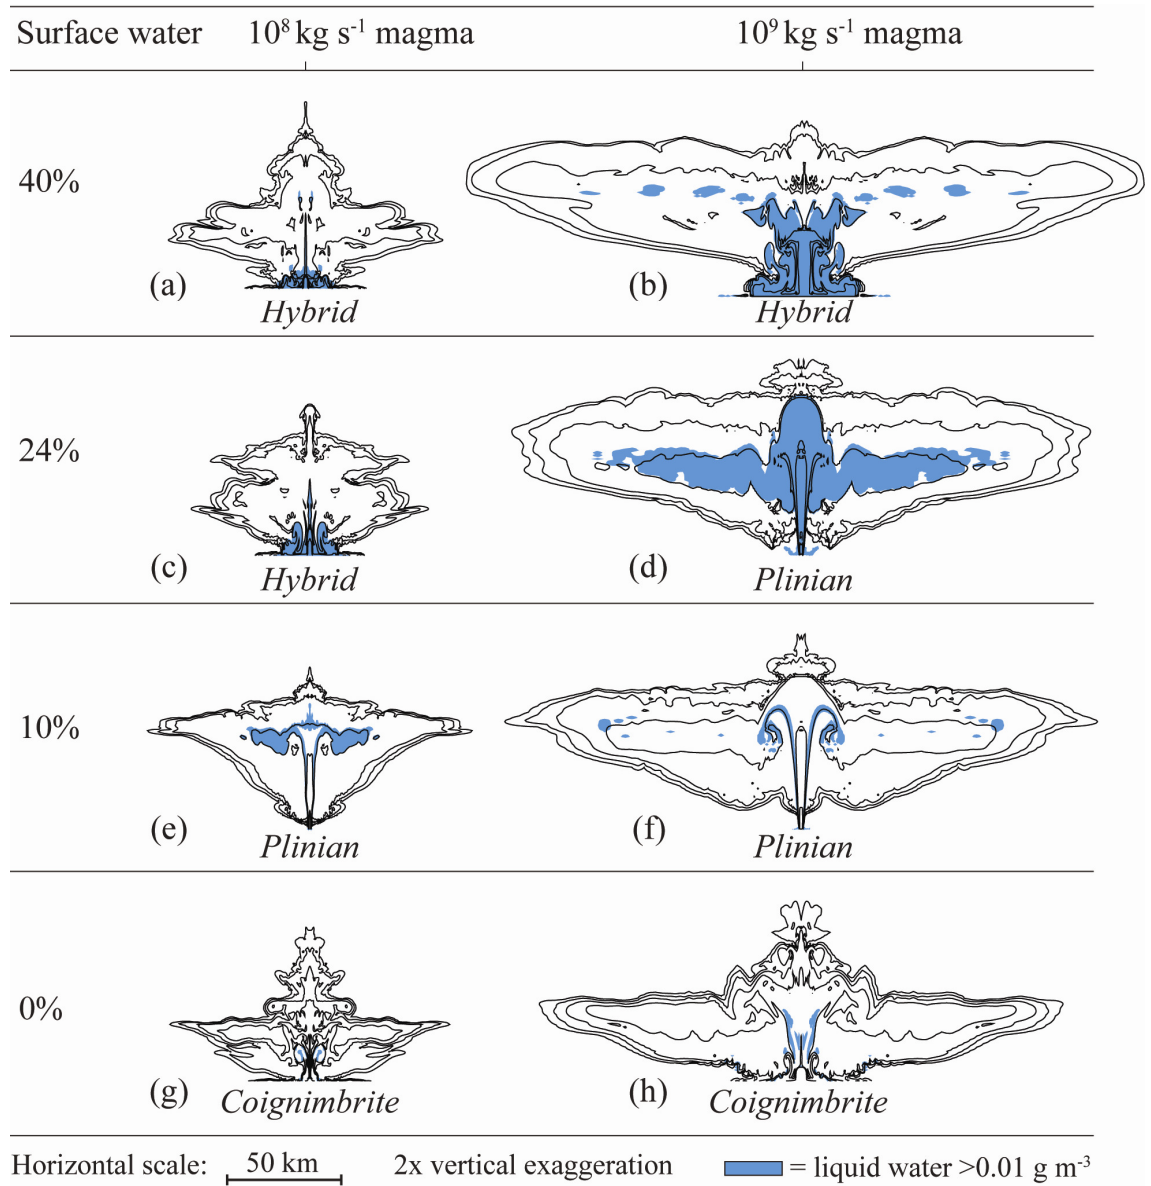 Surface water 10⁸ kg s⁻¹ magma 10⁹ kg s⁻¹ magma
40%
(a) (b)
Hybrid Hybrid
24%
(c) (d)
Hybrid Plinian
10%
(e) (f)
Plinian Plinian
0%
(g) (h)
Coignimbrite Coignimbrite
Horizontal scale: 50 km 2x vertical exaggeration = liquid water >0.01 g m⁻³